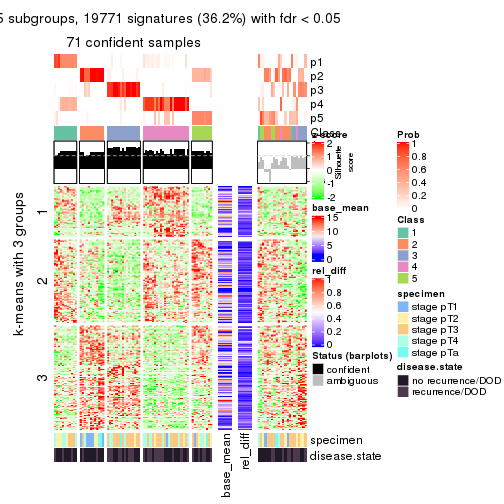 5 subgroups, 19771 signatures (36.2%) with fdr < 0.05
71 confident samples
p1
p2
p3
p4
p5
Class
Silhouette
score
1
2
3
k-means with 3 groups
base_mean
rel_diff
specimen
disease.state
z-score
2
1
0
-1
-2
base_mean
15
10
5
0
rel_diff
1
0.8
0.6
0.4
0.2
0
Status (barplots)
confident
ambiguous
Prob
1
0.8
0.6
0.4
0.2
0
Class
1
2
3
4
5
specimen
stage pT1
stage pT2
stage pT3
stage pT4
stage pTa
disease.state
no recurrence/DOD
recurrence/DOD